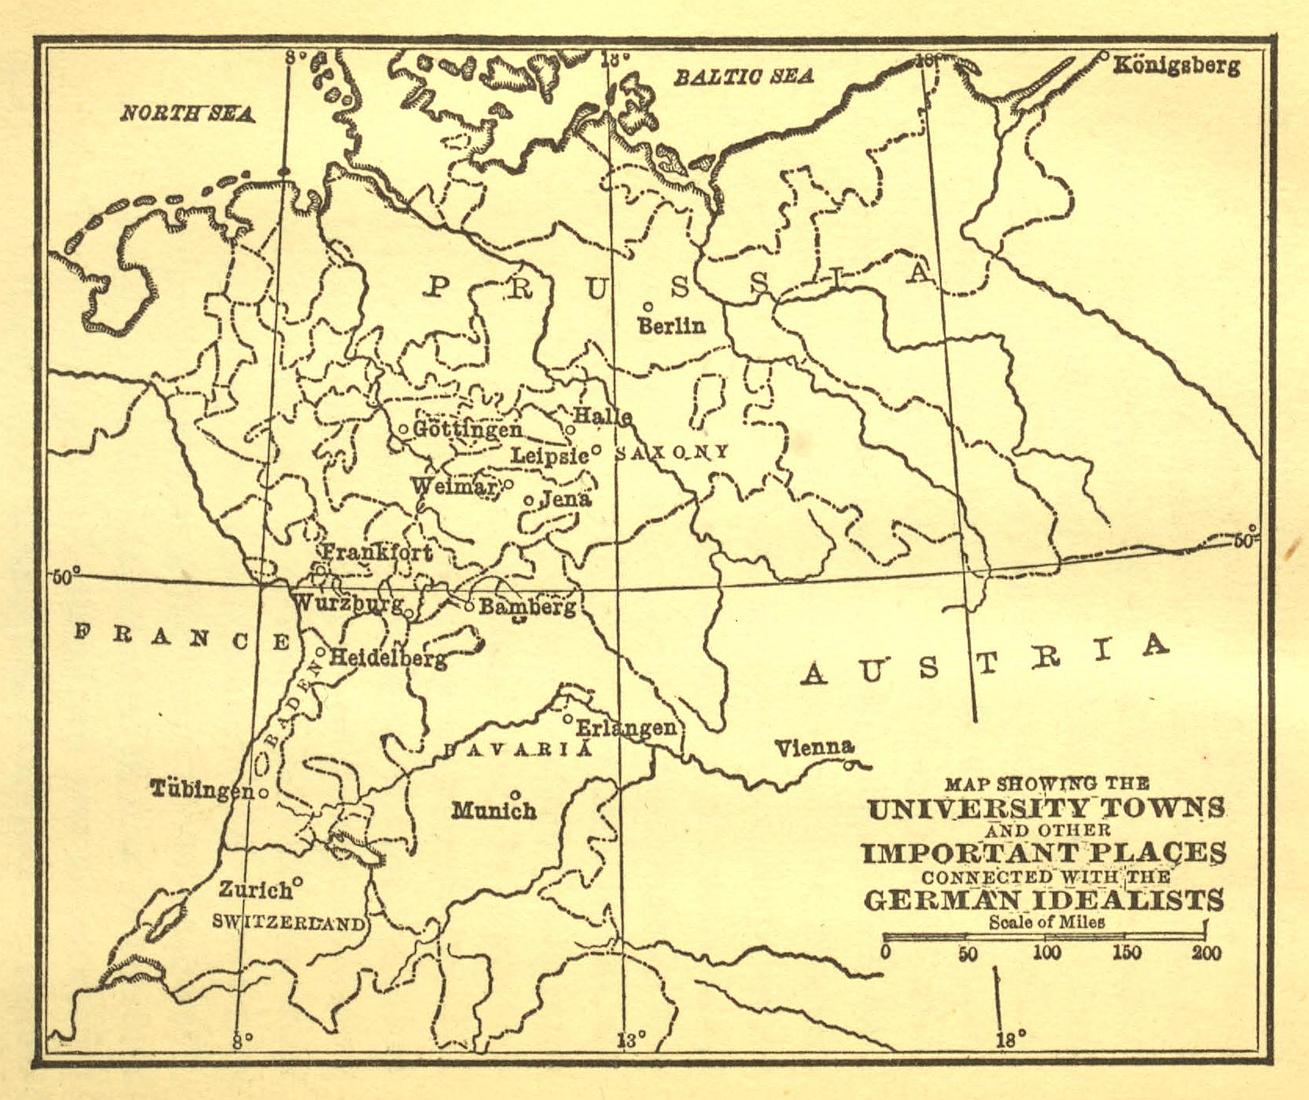 8°
13°
18°
NORTH SEA
BALTIC SEA
Königsberg
P R U S S I A
Berlin
Halle
Göttingen
Leipsic
SAXONY
Weimar
Jena
Frankfort
50°
50°
Wurzburg
Bamberg
FRANCE
Heidelberg
AUSTRIA
BADEN
Erlangen
BAVARIA
Vienna
Tübingen
Munich
MAP SHOWING THE
UNIVERSITY TOWNS
AND OTHER
IMPORTANT PLACES
CONNECTED WITH THE
GERMAN IDEALISTS
Scale of Miles
0 50 100 150 200
Zurich
SWITZERLAND
8°
13°
18°